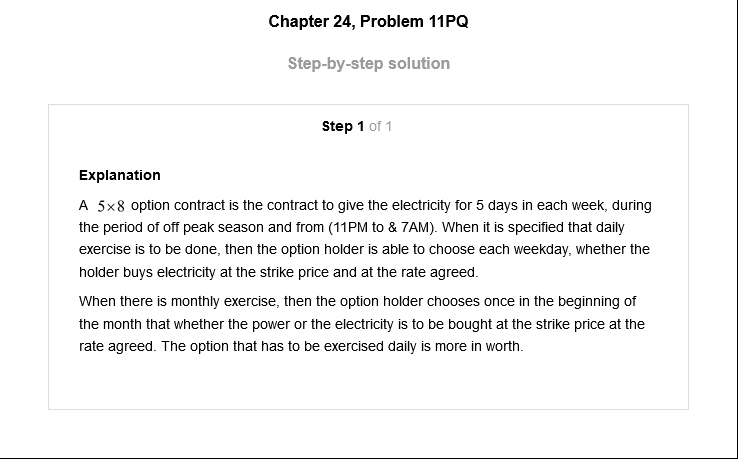 Chapter 24, Problem 11PQ
Step-by-step solution
Step 1 of 1
Explanation
A 5×8 option contract is the contract to give the electricity for 5 days in each week, during
the period of off peak season and from (11PM to & 7AM). When it is specified that daily
exercise is to be done, then the option holder is able to choose each weekday, whether the
holder buys electricity at the strike price and at the rate agreed.
When there is monthly exercise, then the option holder chooses once in the beginning of
the month that whether the power or the electricity is to be bought at the strike price at the
rate agreed. The option that has to be exercised daily is more in worth.